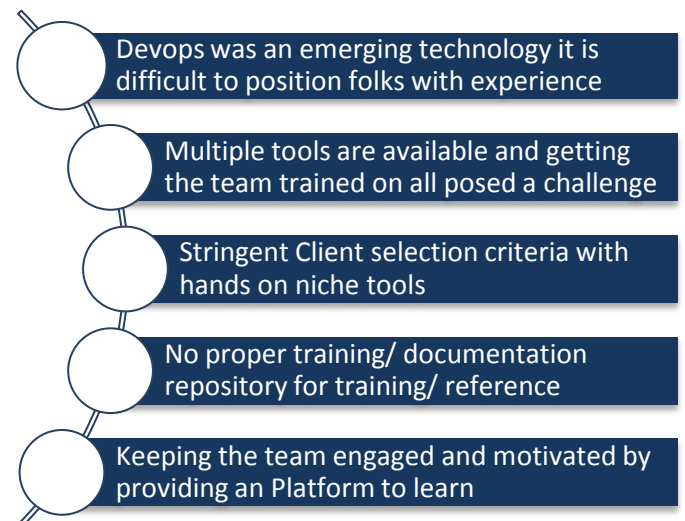 Devops was an emerging technology it is
difficult to position folks with experience
Multiple tools are available and getting
the team trained on all posed a challenge
Stringent Client selection criteria with
hands on niche tools
No proper training/ documentation
repository for training/ reference
Keeping the team engaged and motivated by
providing an Platform to learn